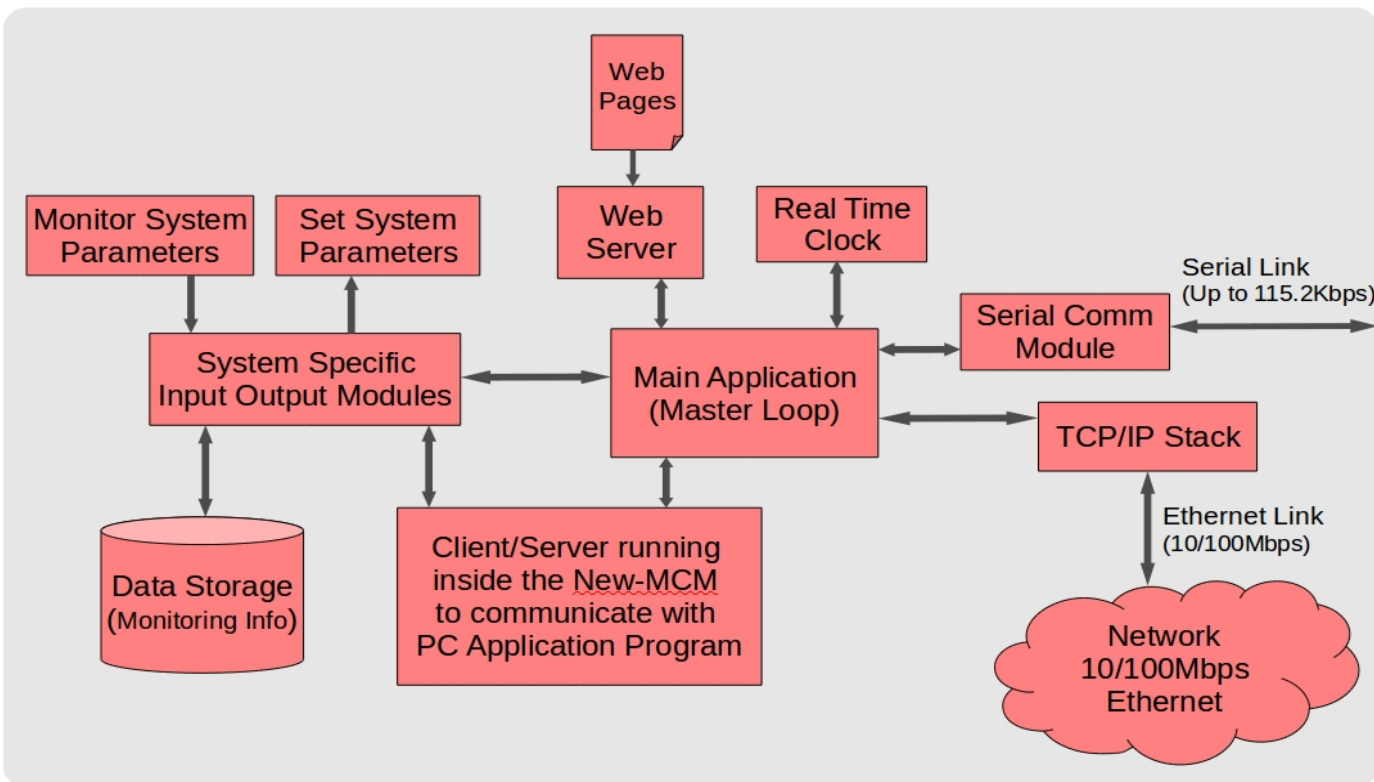 Web
Pages
Monitor System
Parameters
Set System
Parameters
Web
Server
Real Time
Clock
Serial Link
(Up to 115.2Kbps)
Serial Comm
Module
System Specific
Input Output Modules
Main Application
(Master Loop)
TCP/IP Stack
Ethernet Link
(10/100Mbps)
Data Storage
(Monitoring Info)
Client/Server running
inside the New-MCM
to communicate with
PC Application Program
Network
10/100Mbps
Ethernet